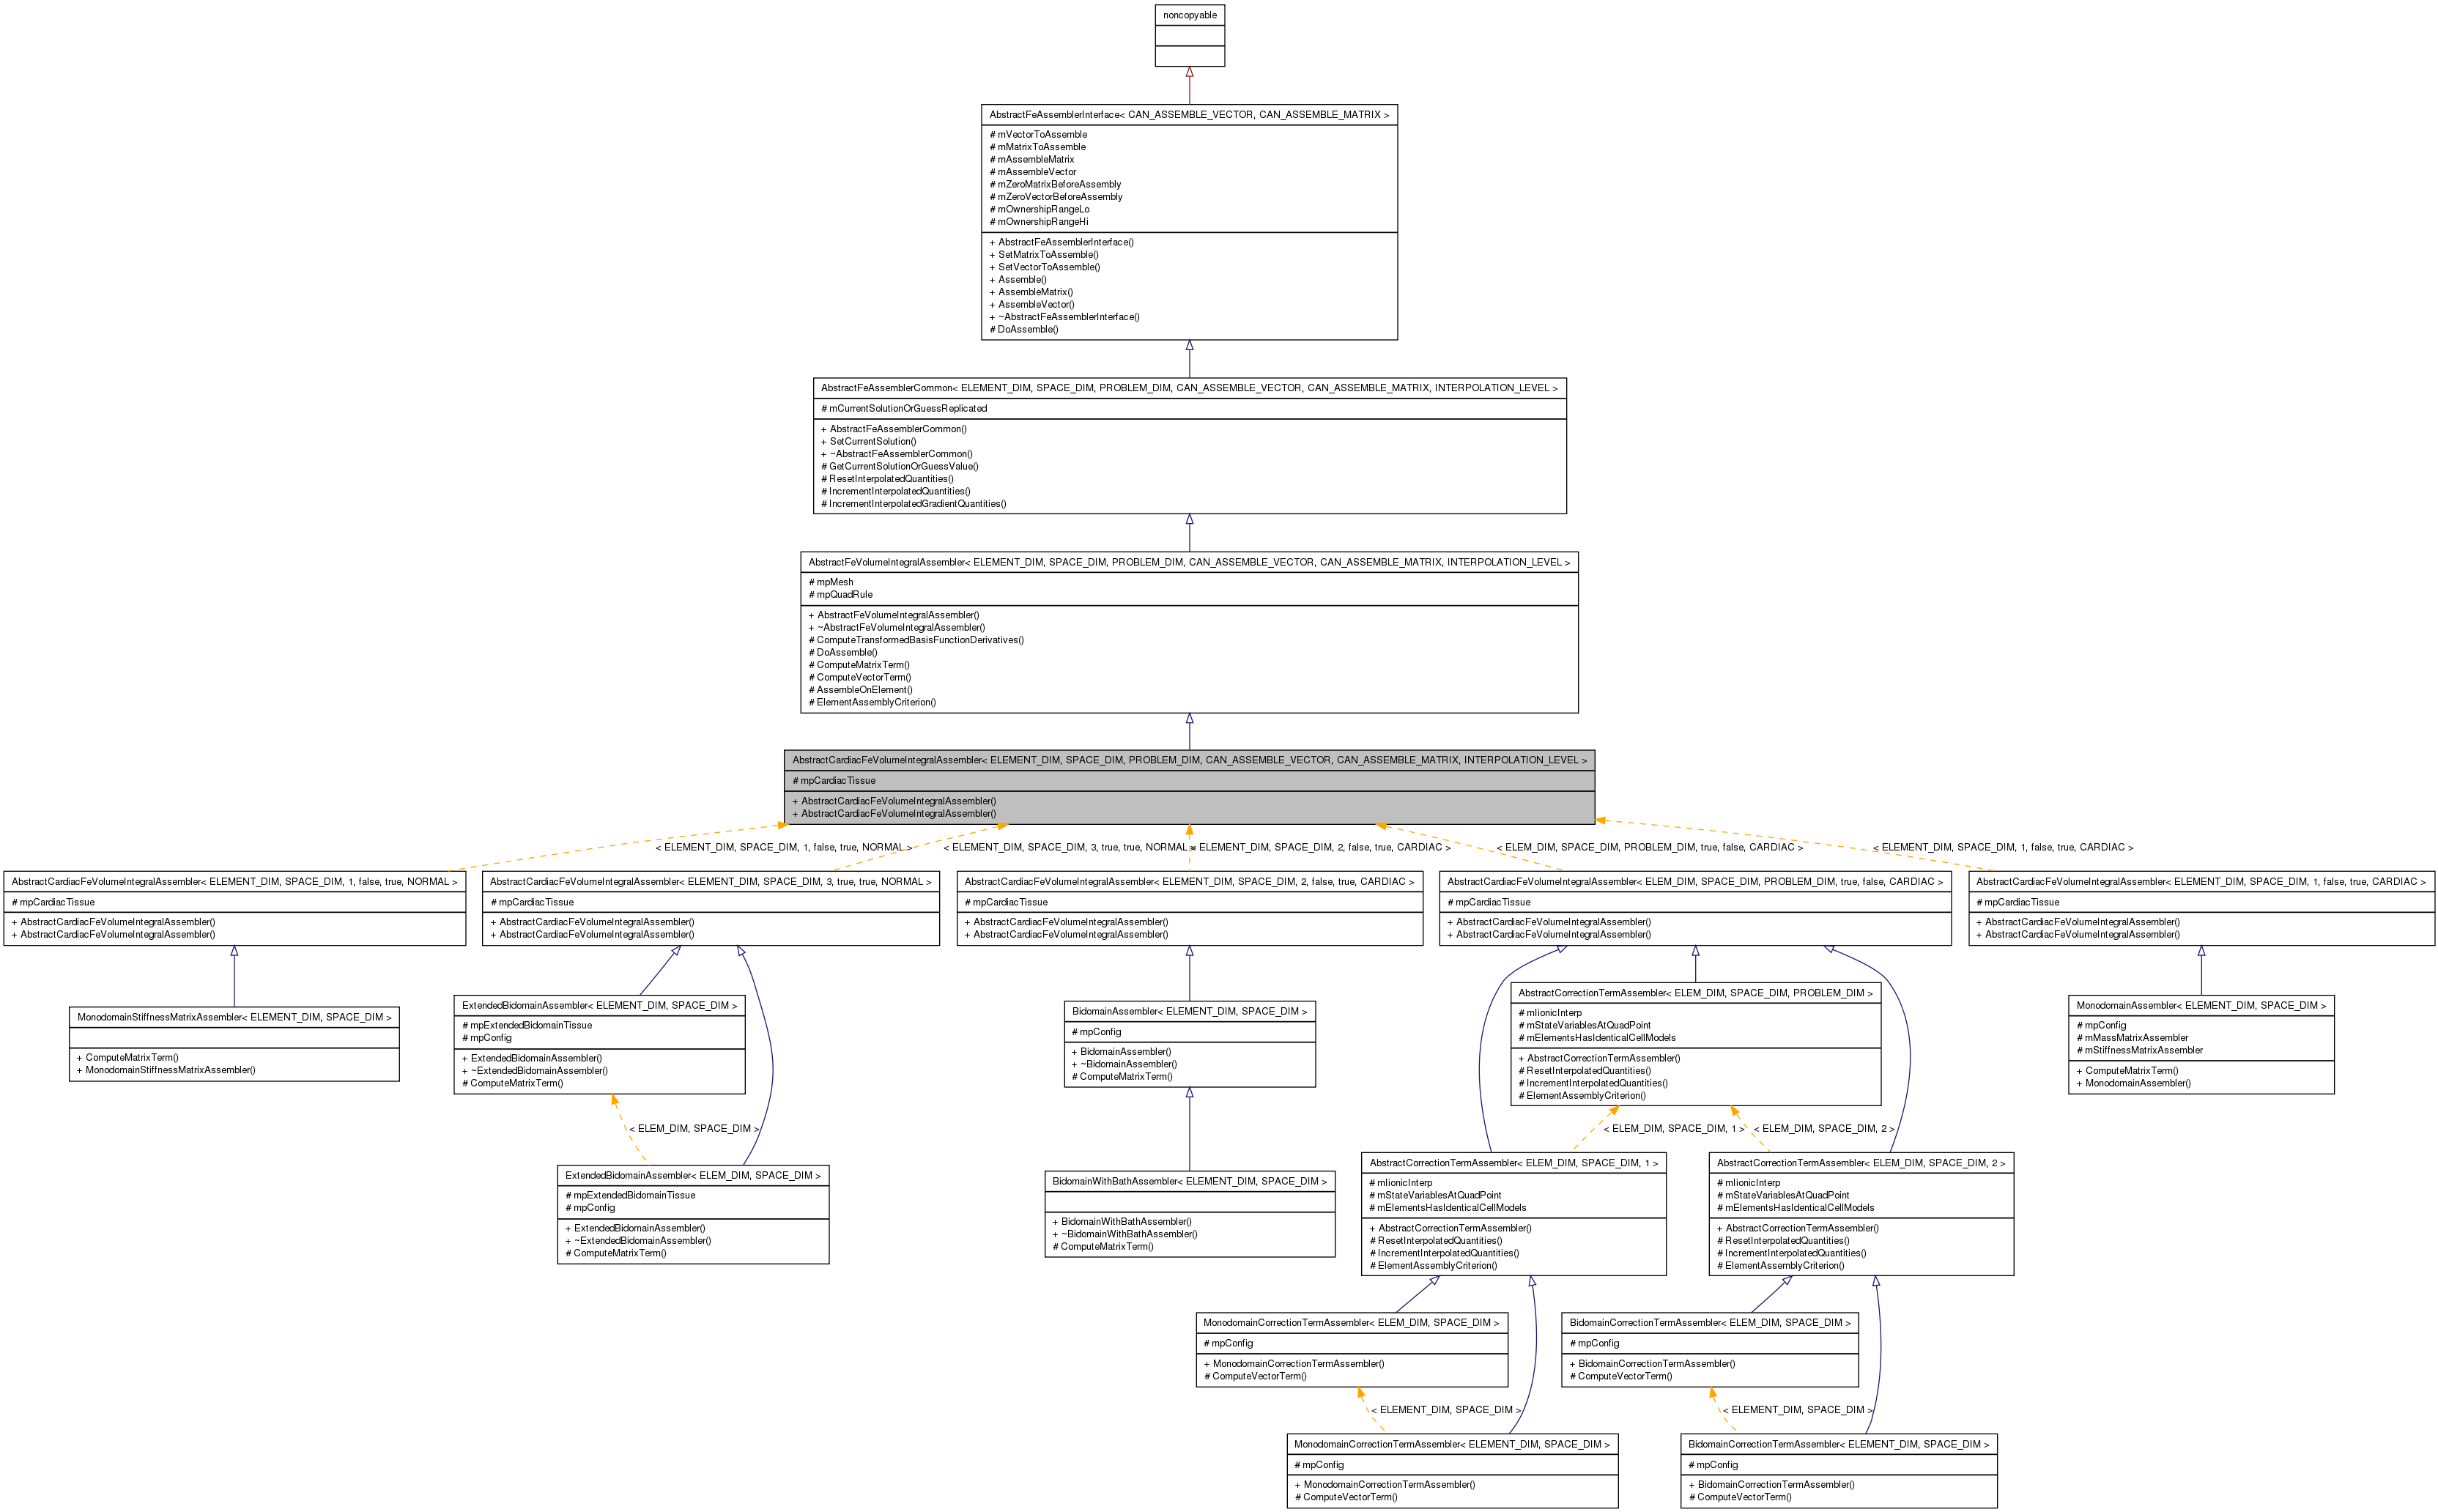 noncopyable
AbstractFeAssemblerInterface< CAN_ASSEMBLE_VECTOR, CAN_ASSEMBLE_MATRIX >
# mVectorToAssemble
# mMatrixToAssemble
# mAssembleMatrix
# mAssembleVector
# mZeroMatrixBeforeAssembly
# mZeroVectorBeforeAssembly
# mOwnershipRangeLo
# mOwnershipRangeHi
+ AbstractFeAssemblerInterface()
+ SetMatrixToAssemble()
+ SetVectorToAssemble()
+ Assemble()
+ AssembleMatrix()
+ AssembleVector()
+ ~AbstractFeAssemblerInterface()
# DoAssemble()
AbstractFeAssemblerCommon< ELEMENT_DIM, SPACE_DIM, PROBLEM_DIM, CAN_ASSEMBLE_VECTOR, CAN_ASSEMBLE_MATRIX, INTERPOLATION_LEVEL >
# mCurrentSolutionOrGuessReplicated
+ AbstractFeAssemblerCommon()
+ SetCurrentSolution()
+ ~AbstractFeAssemblerCommon()
# GetCurrentSolutionOrGuessValue()
# ResetInterpolatedQuantities()
# IncrementInterpolatedQuantities()
# IncrementInterpolatedGradientQuantities()
AbstractFeVolumeIntegralAssembler< ELEMENT_DIM, SPACE_DIM, PROBLEM_DIM, CAN_ASSEMBLE_VECTOR, CAN_ASSEMBLE_MATRIX, INTERPOLATION_LEVEL >
# mpMesh
# mpQuadRule
+ AbstractFeVolumeIntegralAssembler()
+ ~AbstractFeVolumeIntegralAssembler()
# ComputeTransformedBasisFunctionDerivatives()
# DoAssemble()
# ComputeMatrixTerm()
# ComputeVectorTerm()
# AssembleOnElement()
# ElementAssemblyCriterion()
AbstractCardiacFeVolumeIntegralAssembler< ELEMENT_DIM, SPACE_DIM, PROBLEM_DIM, CAN_ASSEMBLE_VECTOR, CAN_ASSEMBLE_MATRIX, INTERPOLATION_LEVEL >
# mpCardiacTissue
+ AbstractCardiacFeVolumeIntegralAssembler()
+ AbstractCardiacFeVolumeIntegralAssembler()
< ELEMENT_DIM, SPACE_DIM, 1, false, true, NORMAL >
< ELEMENT_DIM, SPACE_DIM, 3, true, true, NORMAL >
< ELEMENT_DIM, SPACE_DIM, 2, false, true, CARDIAC >
< ELEM_DIM, SPACE_DIM, PROBLEM_DIM, true, false, CARDIAC >
< ELEMENT_DIM, SPACE_DIM, 1, false, true, CARDIAC >
AbstractCardiacFeVolumeIntegralAssembler< ELEMENT_DIM, SPACE_DIM, 1, false, true, NORMAL >
# mpCardiacTissue
+ AbstractCardiacFeVolumeIntegralAssembler()
+ AbstractCardiacFeVolumeIntegralAssembler()
AbstractCardiacFeVolumeIntegralAssembler< ELEMENT_DIM, SPACE_DIM, 3, true, true, NORMAL >
# mpCardiacTissue
+ AbstractCardiacFeVolumeIntegralAssembler()
+ AbstractCardiacFeVolumeIntegralAssembler()
AbstractCardiacFeVolumeIntegralAssembler< ELEMENT_DIM, SPACE_DIM, 2, false, true, CARDIAC >
# mpCardiacTissue
+ AbstractCardiacFeVolumeIntegralAssembler()
+ AbstractCardiacFeVolumeIntegralAssembler()
AbstractCardiacFeVolumeIntegralAssembler< ELEM_DIM, SPACE_DIM, PROBLEM_DIM, true, false, CARDIAC >
# mpCardiacTissue
+ AbstractCardiacFeVolumeIntegralAssembler()
+ AbstractCardiacFeVolumeIntegralAssembler()
AbstractCardiacFeVolumeIntegralAssembler< ELEMENT_DIM, SPACE_DIM, 1, false, true, CARDIAC >
# mpCardiacTissue
+ AbstractCardiacFeVolumeIntegralAssembler()
+ AbstractCardiacFeVolumeIntegralAssembler()
MonodomainStiffnessMatrixAssembler< ELEMENT_DIM, SPACE_DIM >
+ ComputeMatrixTerm()
+ MonodomainStiffnessMatrixAssembler()
ExtendedBidomainAssembler< ELEMENT_DIM, SPACE_DIM >
# mpExtendedBidomainTissue
# mpConfig
+ ExtendedBidomainAssembler()
+ ~ExtendedBidomainAssembler()
# ComputeMatrixTerm()
BidomainAssembler< ELEMENT_DIM, SPACE_DIM >
# mpConfig
+ BidomainAssembler()
+ ~BidomainAssembler()
# ComputeMatrixTerm()
AbstractCorrectionTermAssembler< ELEM_DIM, SPACE_DIM, PROBLEM_DIM >
# mIionicInterp
# mStateVariablesAtQuadPoint
# mElementsHasIdenticalCellModels
+ AbstractCorrectionTermAssembler()
# ResetInterpolatedQuantities()
# IncrementInterpolatedQuantities()
# ElementAssemblyCriterion()
MonodomainAssembler< ELEMENT_DIM, SPACE_DIM >
# mpConfig
# mMassMatrixAssembler
# mStiffnessMatrixAssembler
+ ComputeMatrixTerm()
+ MonodomainAssembler()
< ELEM_DIM, SPACE_DIM >
< ELEM_DIM, SPACE_DIM, 1 >
< ELEM_DIM, SPACE_DIM, 2 >
ExtendedBidomainAssembler< ELEM_DIM, SPACE_DIM >
# mpExtendedBidomainTissue
# mpConfig
+ ExtendedBidomainAssembler()
+ ~ExtendedBidomainAssembler()
# ComputeMatrixTerm()
BidomainWithBathAssembler< ELEMENT_DIM, SPACE_DIM >
+ BidomainWithBathAssembler()
+ ~BidomainWithBathAssembler()
# ComputeMatrixTerm()
AbstractCorrectionTermAssembler< ELEM_DIM, SPACE_DIM, 1 >
# mIionicInterp
# mStateVariablesAtQuadPoint
# mElementsHasIdenticalCellModels
+ AbstractCorrectionTermAssembler()
# ResetInterpolatedQuantities()
# IncrementInterpolatedQuantities()
# ElementAssemblyCriterion()
AbstractCorrectionTermAssembler< ELEM_DIM, SPACE_DIM, 2 >
# mIionicInterp
# mStateVariablesAtQuadPoint
# mElementsHasIdenticalCellModels
+ AbstractCorrectionTermAssembler()
# ResetInterpolatedQuantities()
# IncrementInterpolatedQuantities()
# ElementAssemblyCriterion()
MonodomainCorrectionTermAssembler< ELEM_DIM, SPACE_DIM >
# mpConfig
+ MonodomainCorrectionTermAssembler()
# ComputeVectorTerm()
BidomainCorrectionTermAssembler< ELEM_DIM, SPACE_DIM >
# mpConfig
+ BidomainCorrectionTermAssembler()
# ComputeVectorTerm()
< ELEMENT_DIM, SPACE_DIM >
< ELEMENT_DIM, SPACE_DIM >
MonodomainCorrectionTermAssembler< ELEMENT_DIM, SPACE_DIM >
# mpConfig
+ MonodomainCorrectionTermAssembler()
# ComputeVectorTerm()
BidomainCorrectionTermAssembler< ELEMENT_DIM, SPACE_DIM >
# mpConfig
+ BidomainCorrectionTermAssembler()
# ComputeVectorTerm()